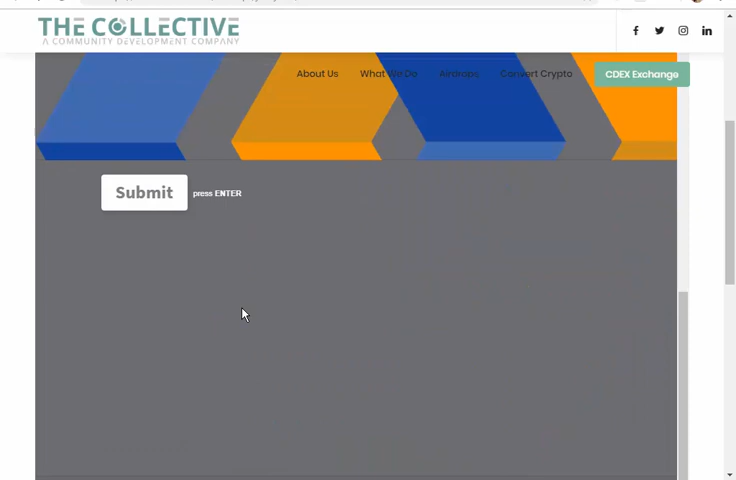 THE COLLECTIVE
A COMMUNITY DEVELOPMENT COMPANY
About Us What We Do Airdrops Convert Crypto CDEX Exchange
Submit press ENTER